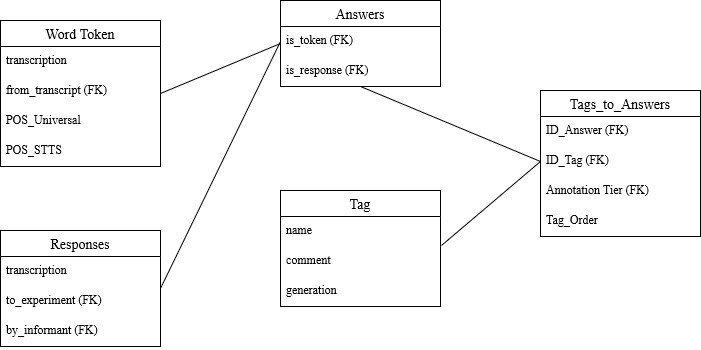 Word Token
transcription
from_transcript (FK)
POS_Universal
POS_STTS
Responses
transcription
to_experiment (FK)
by_informant (FK)
Answers
is_token (FK)
is_response (FK)
Tag
name
comment
generation
Tags_to_Answers
ID_Answer (FK)
ID_Tag (FK)
Annotation Tier (FK)
Tag_Order